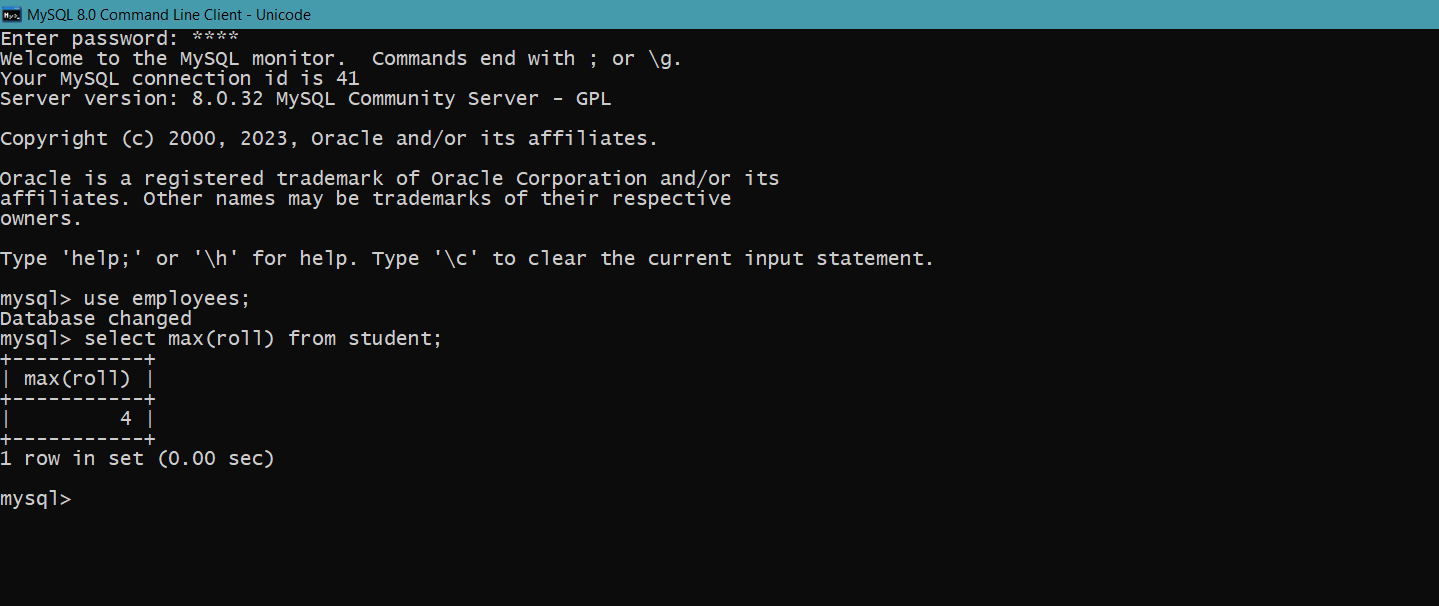 MySQL 8.0 Command Line Client - Unicode
Enter password: ****
Welcome to the MySQL monitor.  Commands end with ; or \g.
Your MySQL connection id is 41
Server version: 8.0.32 MySQL Community Server - GPL
Copyright (c) 2000, 2023, Oracle and/or its affiliates.
Oracle is a registered trademark of Oracle Corporation and/or its
affiliates. Other names may be trademarks of their respective
owners.
Type 'help;' or '\h' for help. Type '\c' to clear the current input statement.
mysql> use employees;
Database changed
mysql> select max(roll) from student;
+-----------+
| max(roll) |
+-----------+
|         4 |
+-----------+
1 row in set (0.00 sec)
mysql>